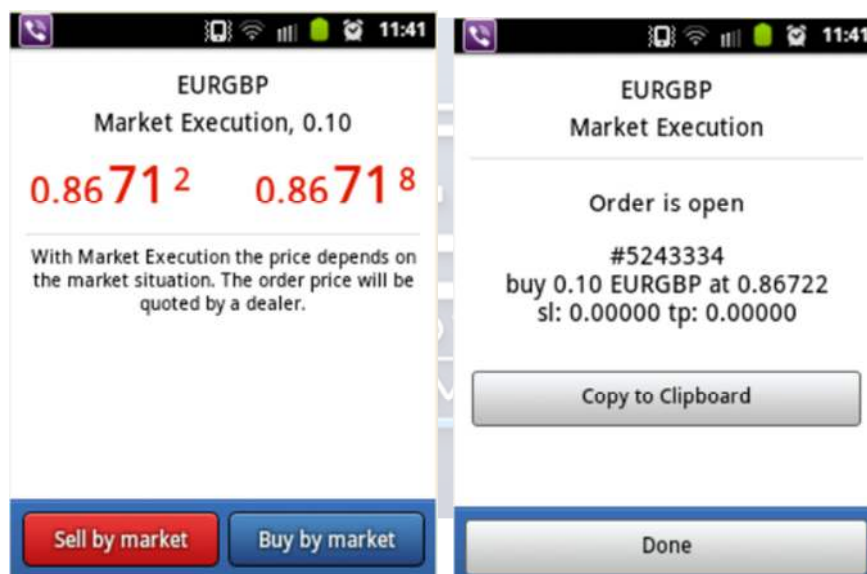 11:41
EURGBP
Market Execution, 0.10
0.86712 0.86718
With Market Execution the price depends on
the market situation. The order price will be
quoted by a dealer.
Sell by market Buy by market
11:41
EURGBP
Market Execution
Order is open
#5243334
buy 0.10 EURGBP at 0.86722
sl: 0.00000 tp: 0.00000
Copy to Clipboard
Done